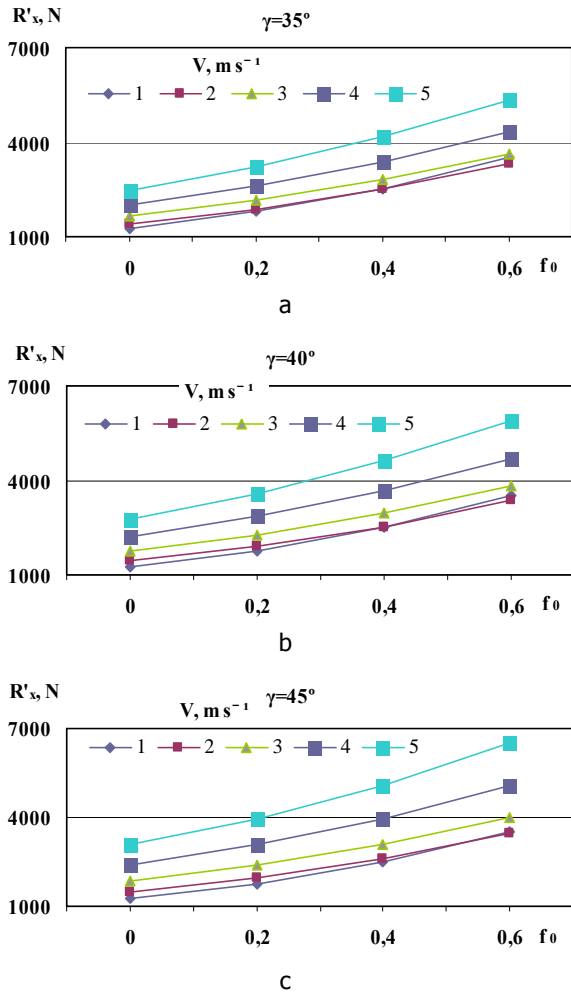 R'ₓ, N
γ=35º
7000
V, m s⁻¹
1 2 3 4 5
4000
1000
0 0,2 0,4 0,6 f₀
a
R'ₓ, N
γ=40º
7000
V, m s⁻¹
1 2 3 4 5
4000
1000
0 0,2 0,4 0,6 f₀
b
R'ₓ, N
γ=45º
V, m s⁻¹
7000
1 2 3 4 5
4000
1000
0 0,2 0,4 0,6 f₀
c